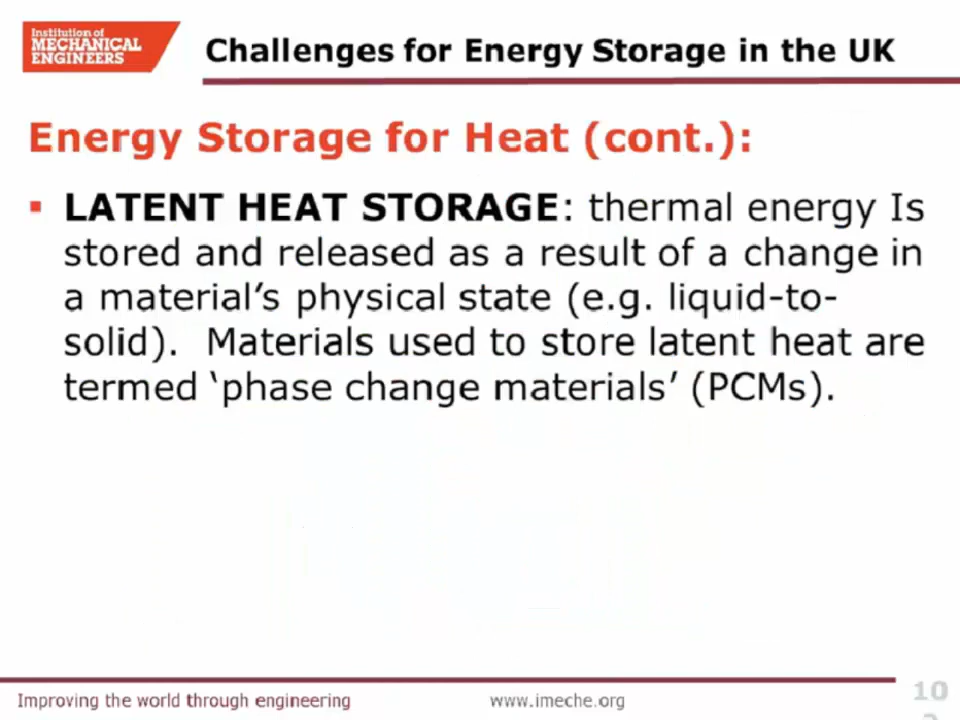 Institution of
MECHANICAL
ENGINEERS
Challenges for Energy Storage in the UK
Energy Storage for Heat (cont.):
▪ LATENT HEAT STORAGE: thermal energy Is
stored and released as a result of a change in
a material's physical state (e.g. liquid-to-
solid).  Materials used to store latent heat are
termed ‘phase change materials’ (PCMs).
Improving the world through engineering
www.imeche.org
10